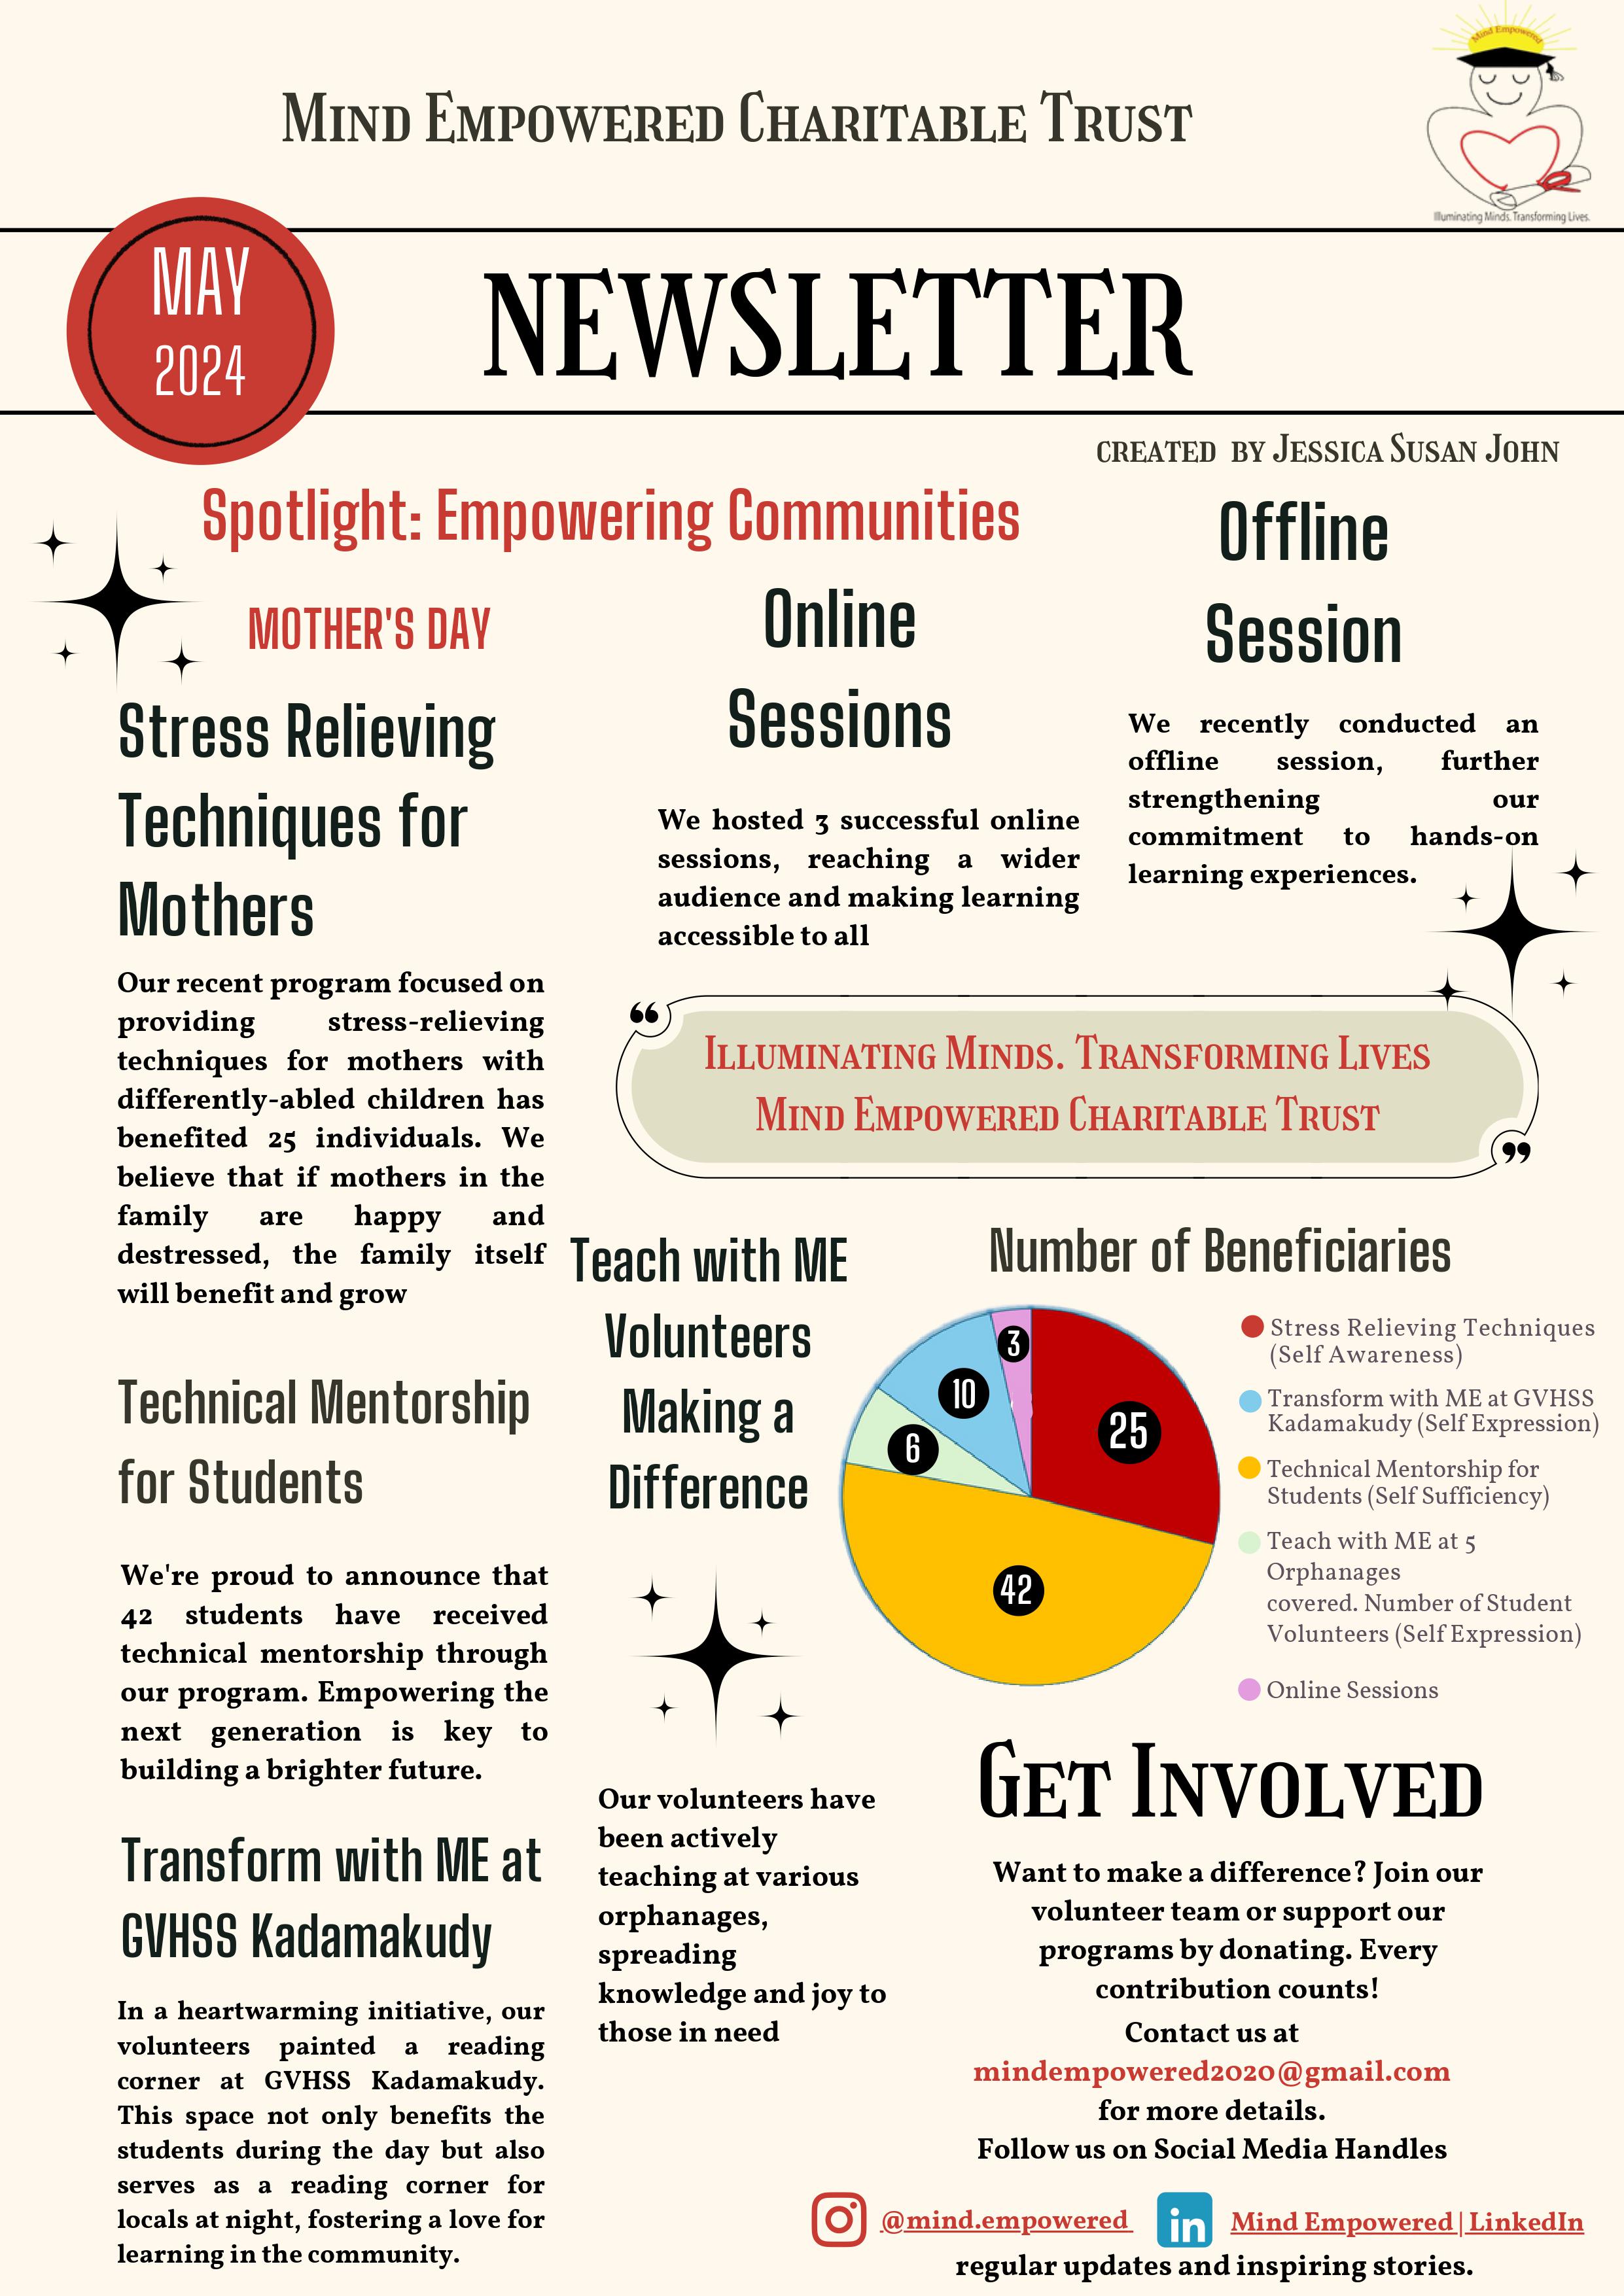 Mind Empowered
Illuminating Minds. Transforming Lives.
Mind Empowered Charitable Trust
MAY
2024
NEWSLETTER
created by Jessica Susan John
Spotlight: Empowering Communities
MOTHER'S DAY
Stress Relieving
Techniques for
Mothers
Our recent program focused on
providing stress-relieving
techniques for mothers with
differently-abled children has
benefited 25 individuals. We
believe that if mothers in the
family are happy and
destressed, the family itself
will benefit and grow
Technical Mentorship
for Students
We're proud to announce that
42 students have received
technical mentorship through
our program. Empowering the
next generation is key to
building a brighter future.
Transform with ME at
GVHSS Kadamakudy
In a heartwarming initiative, our
volunteers painted a reading
corner at GVHSS Kadamakudy.
This space not only benefits the
students during the day but also
serves as a reading corner for
locals at night, fostering a love for
learning in the community.
Online
Sessions
We hosted 3 successful online
sessions, reaching a wider
audience and making learning
accessible to all
Offline
Session
We recently conducted an
offline session, further
strengthening our
commitment to hands-on
learning experiences.
“
Illuminating Minds. Transforming Lives
Mind Empowered Charitable Trust
”
Teach with ME
Volunteers
Making a
Difference
Our volunteers have
been actively
teaching at various
orphanages,
spreading
knowledge and joy to
those in need
Number of Beneficiaries
3
10
25
6
42
Stress Relieving Techniques
(Self Awareness)
Transform with ME at GVHSS
Kadamakudy (Self Expression)
Technical Mentorship for
Students (Self Sufficiency)
Teach with ME at 5
Orphanages
covered. Number of Student
Volunteers (Self Expression)
Online Sessions
Get Involved
Want to make a difference? Join our
volunteer team or support our
programs by donating. Every
contribution counts!
Contact us at
mindempowered2020@gmail.com
for more details.
Follow us on Social Media Handles
@mind.empowered in Mind Empowered | LinkedIn
regular updates and inspiring stories.